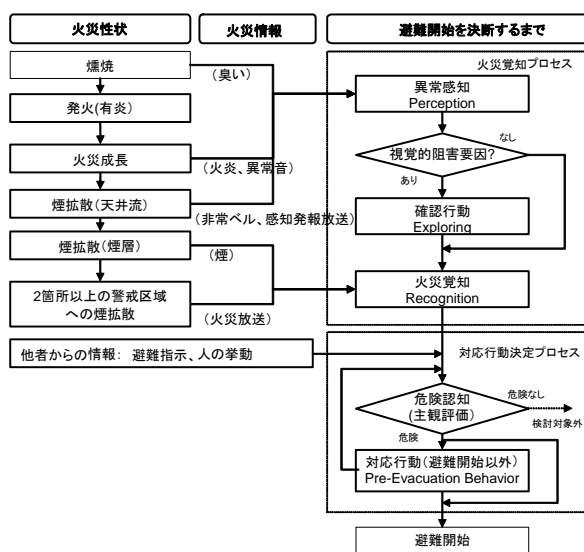 火災性状
火災情報
避難開始を決断するまで
燻焼
(臭い)
発火(有炎)
火災成長
(火炎、異常音)
煙拡散(天井流)
(非常ベル、感知発報放送)
煙拡散(煙層)
(煙)
2箇所以上の警戒区域
への煙拡散
(火災放送)
他者からの情報: 避難指示、人の挙動
火災覚知プロセス
異常感知
Perception
視覚的阻害要因?
なし
あり
確認行動
Exploring
火災覚知
Recognition
対応行動決定プロセス
危険認知
(主観評価)
危険なし
検討対象外
危険
対応行動(避難開始以外)
Pre-Evacuation Behavior
避難開始